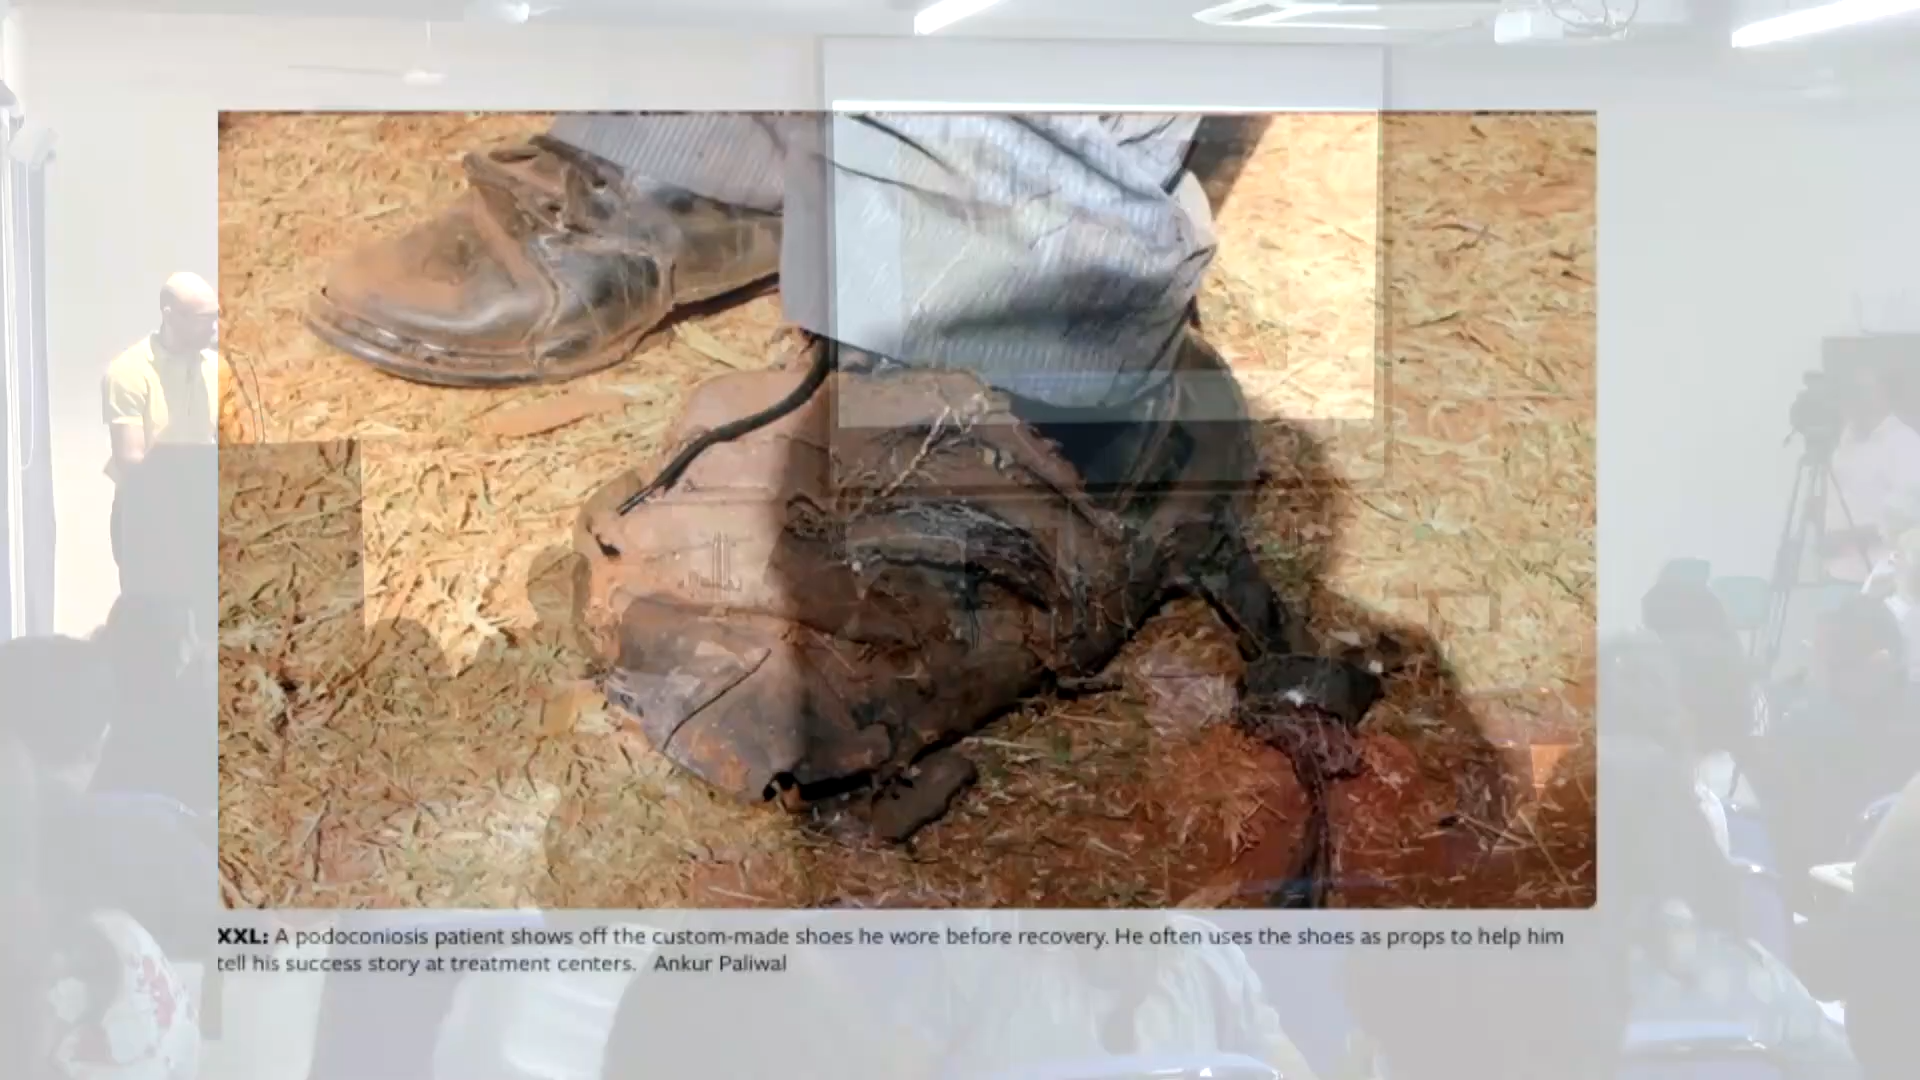 XXL: A podoconiosis patient shows off the custom-made shoes he wore before recovery. He often uses the shoes as props to help him
tell his success story at treatment centers. Ankur Paliwal